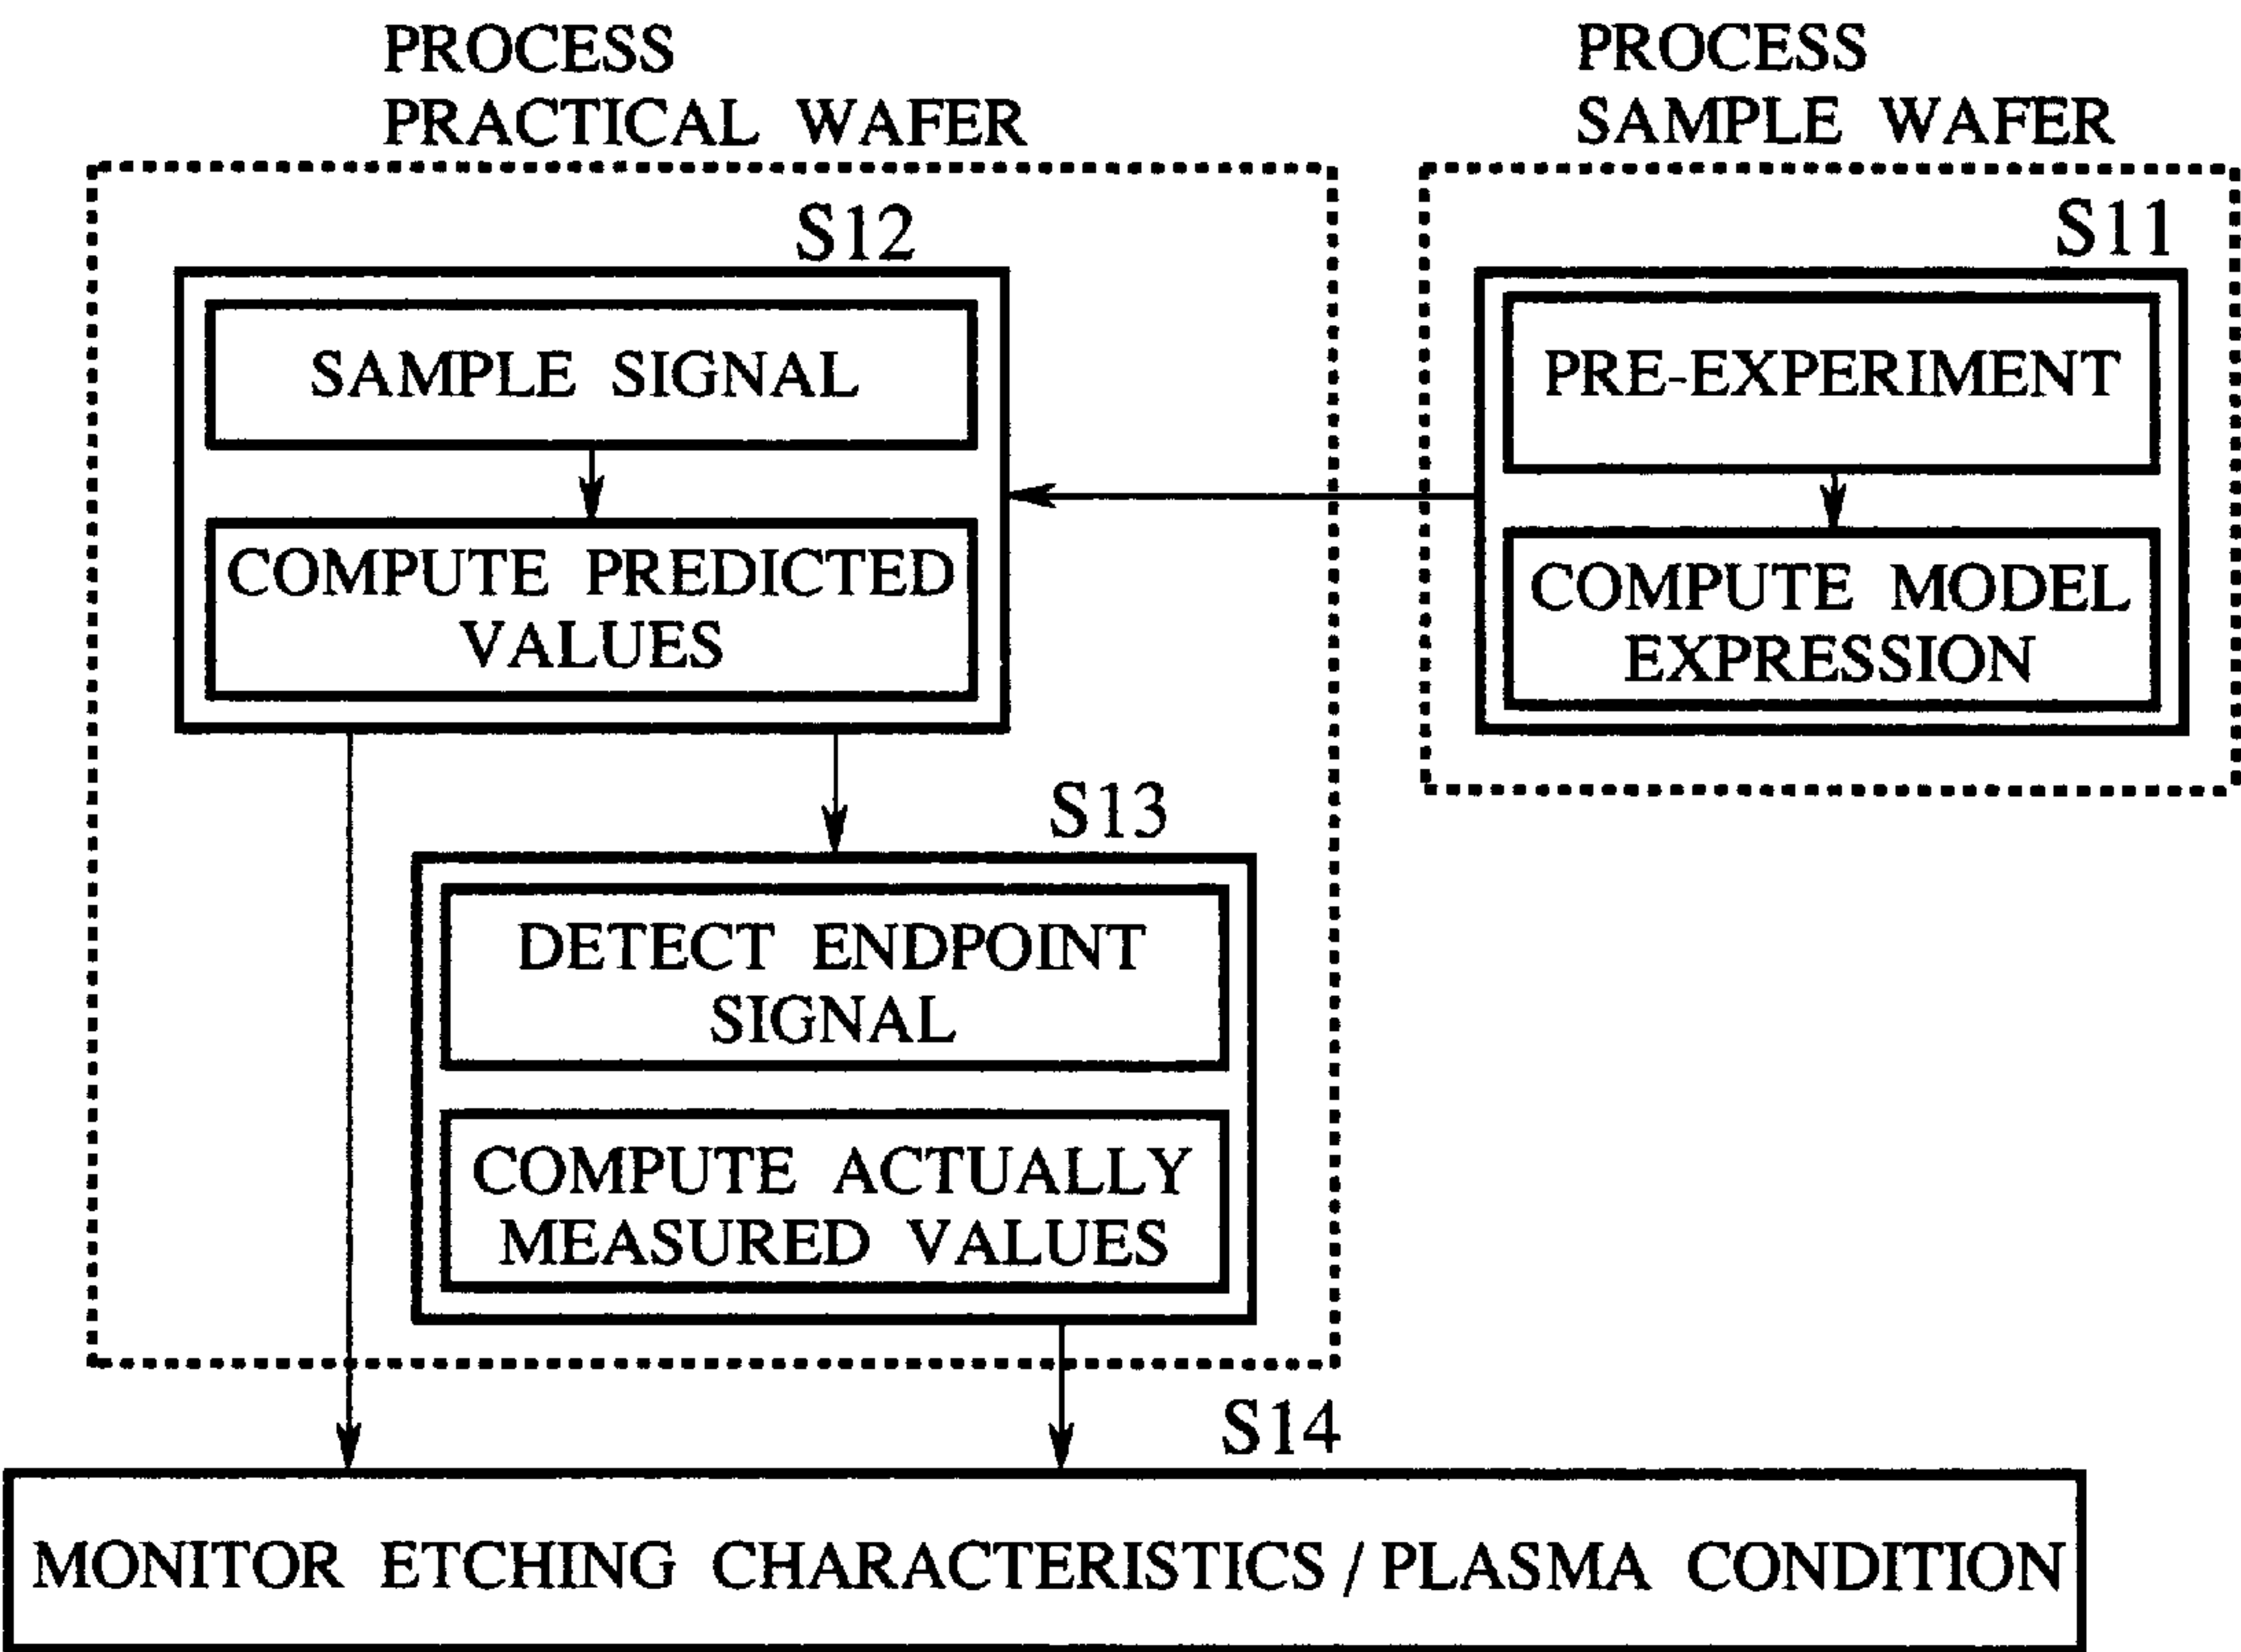 PROCESS
PRACTICAL WAFER
PROCESS
SAMPLE WAFER
S12
SAMPLE SIGNAL
COMPUTE PREDICTED
VALUES
S11
PRE-EXPERIMENT
COMPUTE MODEL
EXPRESSION
S13
DETECT ENDPOINT
SIGNAL
COMPUTE ACTUALLY
MEASURED VALUES
S14
MONITOR ETCHING CHARACTERISTICS / PLASMA CONDITION